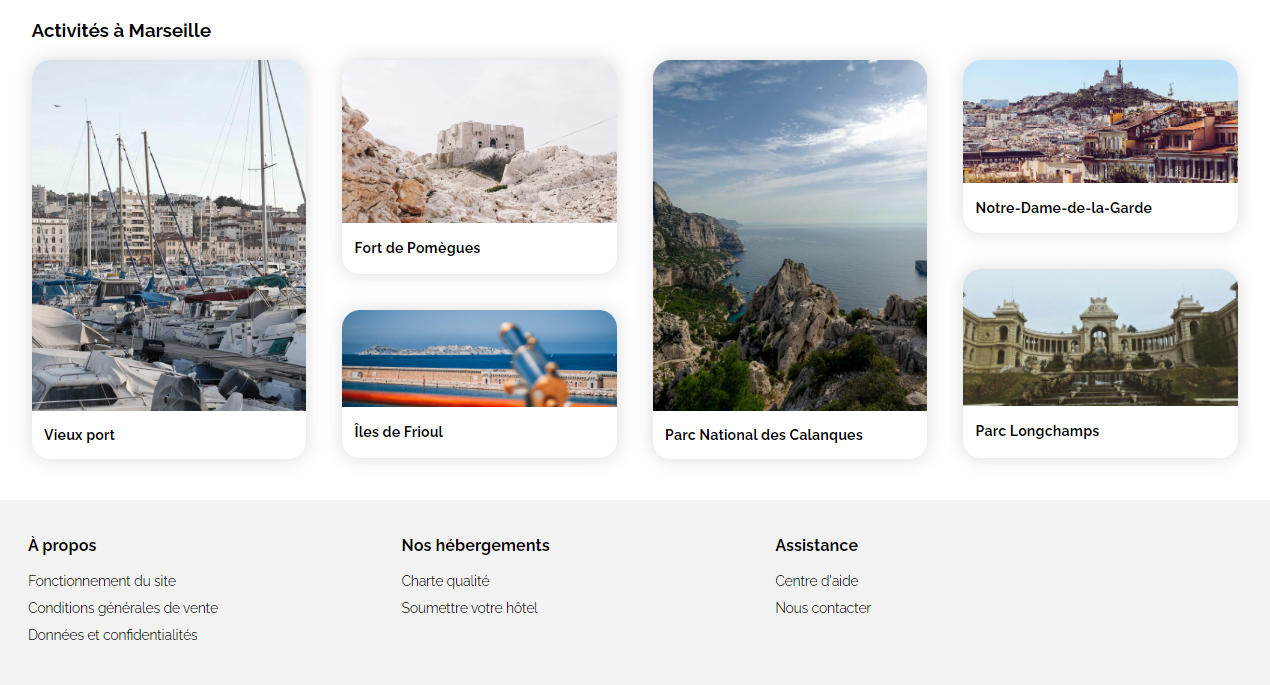 Activités à Marseille
Vieux port
Fort de Pomègues
Îles de Frioul
Parc National des Calanques
Notre-Dame-de-la-Garde
Parc Longchamps
À propos
Fonctionnement du site
Conditions générales de vente
Données et confidentialités
Nos hébergements
Charte qualité
Soumettre votre hôtel
Assistance
Centre d'aide
Nous contacter